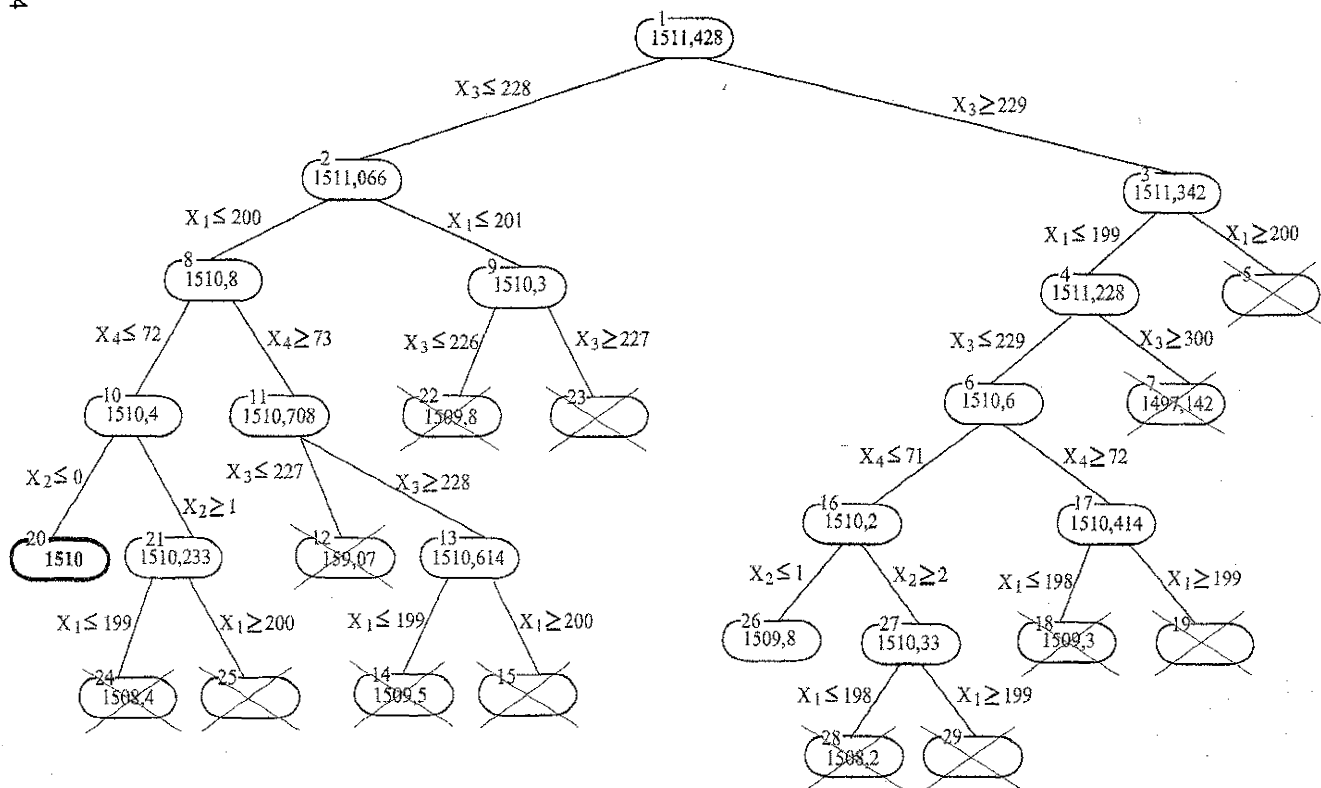 4
1
1511,428
X₃ ≤ 228
X₃ ≥ 229
2
1511,066
3
1511,342
X₁ ≤ 200
X₁ ≤ 201
X₁ ≤ 199
X₁ ≥ 200
8
1510,8
9
1510,3
4
1511,228
5
X₄ ≤ 72
X₄ ≥ 73
X₃ ≤ 226
X₃ ≥ 227
X₃ ≤ 229
X₃ ≥ 300
10
1510,4
11
1510,708
22
1509,8
23
6
1510,6
7
1497,142
X₂ ≤ 0
X₂ ≥ 1
X₃ ≤ 227
X₃ ≥ 228
X₄ ≤ 71
X₄ ≥ 72
20
1510
21
1510,233
12
159,07
13
1510,614
16
1510,2
17
1510,414
X₁ ≤ 199
X₁ ≥ 200
X₁ ≤ 199
X₁ ≥ 200
X₂ ≤ 1
X₂ ≥ 2
X₁ ≤ 198
X₁ ≥ 199
24
1508,4
25
14
1509,5
15
26
1509,8
27
1510,33
18
1509,3
19
X₁ ≤ 198
X₁ ≥ 199
28
1508,2
29